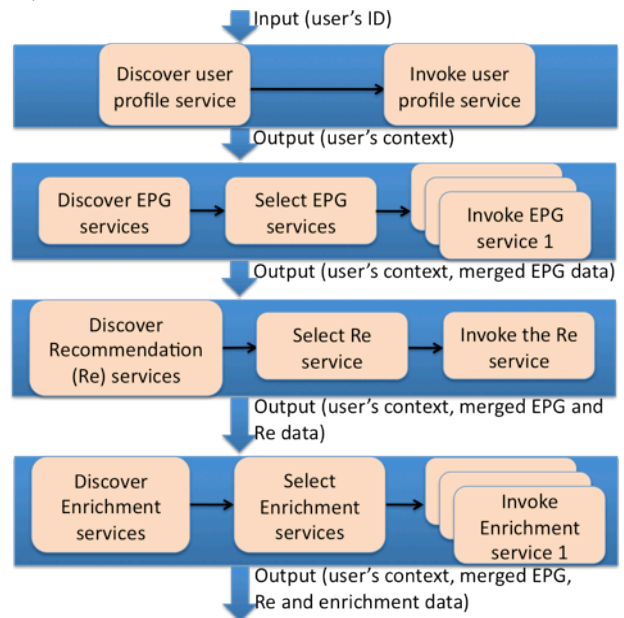 Input (user's ID)
Discover user
profile service
Invoke user
profile service
Output (user's context)
Discover EPG
services
Select EPG
services
Invoke EPG
service 1
Output (user's context, merged EPG data)
Discover
Recommendation
(Re) services
Select Re
service
Invoke the Re
service
Output (user's context, merged EPG and
Re data)
Discover
Enrichment
services
Select
Enrichment
services
Invoke
Enrichment
service 1
Output (user's context, merged EPG,
Re and enrichment data)